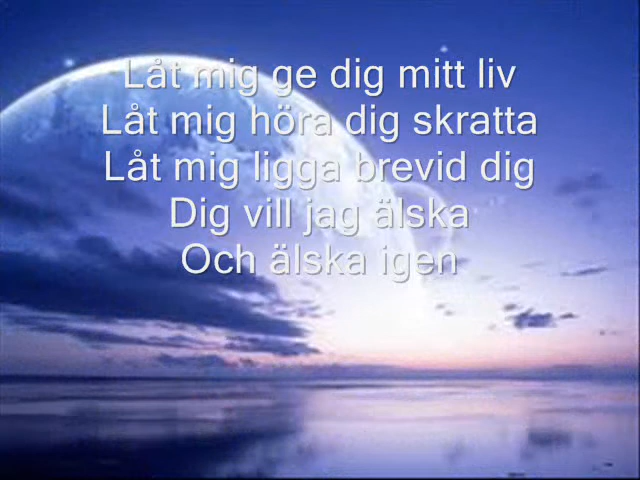 Låt mig ge dig mitt liv
Låt mig höra dig skratta
Låt mig ligga brevid dig
Dig vill jag älska
Och älska igen